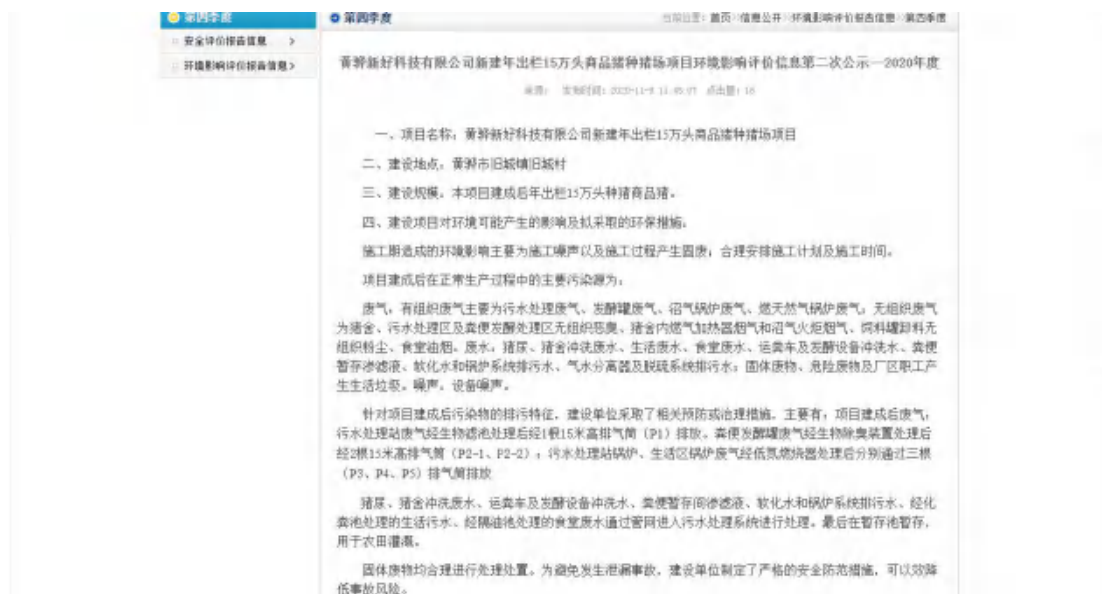 第四季度
安全评价报告信息 >
环境影响评价报告信息>
第四季度
当前位置: 首页>信息公开>环境影响评价报告信息>第四季度
黄骅新好科技有限公司新建年出栏15万头商品猪种猪场项目环境影响评价信息第二次公示—2020年度
来源: 发布时间: 点击量: 16
一、项目名称: 黄骅新好科技有限公司新建年出栏15万头商品猪种猪场项目
二、建设地点: 黄骅市旧城镇旧城村
三、建设规模: 本项目建成后年出栏15万头种猪商品猪。
四、建设项目对环境可能产生的影响及拟采取的环保措施:
施工期造成的环境影响主要为施工噪声以及施工过程产生固废; 合理安排施工计划及施工时间。
项目建成后在正常生产过程中的主要污染源为:
废气: 有组织废气主要为污水处理废气、发酵罐废气、沼气锅炉废气、燃天然气锅炉废气; 无组织废气
为猪舍、污水处理区及粪便发酵处理区无组织恶臭、猪舍内燃气加热器烟气和沼气火炬烟气、饲料罐卸料无
组织粉尘、食堂油烟。废水: 猪尿、猪舍冲洗废水、生活废水、食堂废水、运粪车及发酵设备冲洗水、粪便
暂存渗滤液、软化水和锅炉系统排污水、气水分离器及脱硫系统排污水; 固体废物、危险废物及厂区职工产
生生活垃圾。噪声: 设备噪声。
针对项目建成后污染物的排污特征, 建设单位采取了相关预防或治理措施, 主要有: 项目建成后废气:
污水处理站废气经生物滤池处理后经1根15米高排气筒 (P1) 排放。粪便发酵罐废气经生物除臭装置处理后
经2根15米高排气筒 (P2-1、P2-2) ; 污水处理站锅炉、生活区锅炉废气经低氮燃烧器处理后分别通过三根
(P3、P4、P5) 排气筒排放
猪尿、猪舍冲洗废水、运粪车及发酵设备冲洗水、粪便暂存间渗滤液、软化水和锅炉系统排污水、经化
粪池处理的生活污水、经隔油池处理的食堂废水通过管网进入污水处理系统进行处理。最后在暂存池暂存,
用于农田灌溉。
固体废物均合理进行处理处置。为避免发生泄漏事故, 建设单位制定了严格的安全防范措施, 可以效降
低事故风险。